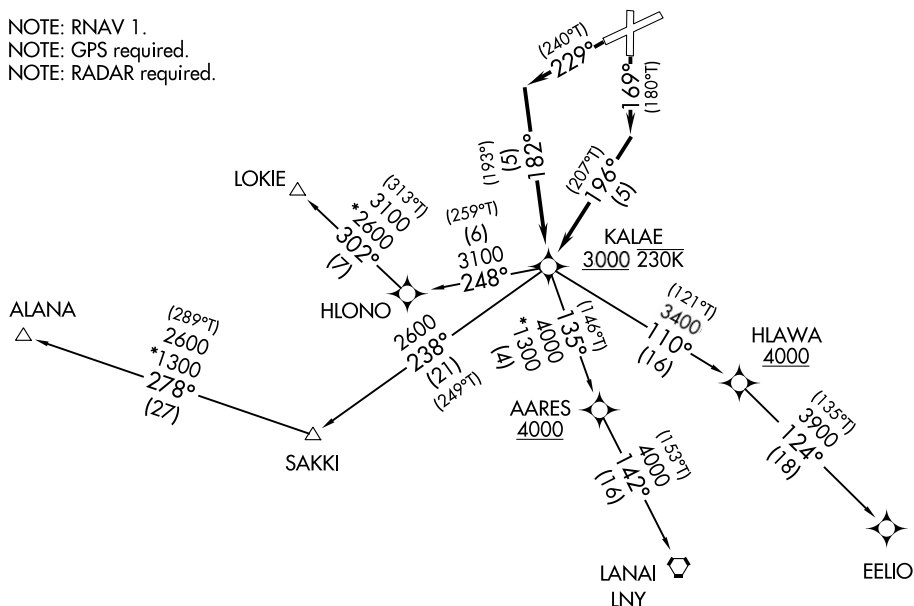 NOTE: RNAV 1.
NOTE: GPS required.
NOTE: RADAR required.
(240°T)
229°
169°
(180°T)
(193°)
(5)
182°
(207°T)
196°
(5)
LOKIE
(313°T)
3100
*2600
302°
(7)
(259°T)
(6)
3100
248°
KALAE
3000 230K
HLONO
ALANA
(289°T)
2600
*1300
278°
(27)
2600
238°
(21)
(249°T)
SAKKI
(146°T)
135°
4000
*1300
(4)
(121°T)
3400
110°
(16)
HLAWA
4000
AARES
4000
(153°T)
4000
142°
(16)
(135°T)
3900
124°
(18)
LANAI
LNY
EELIO